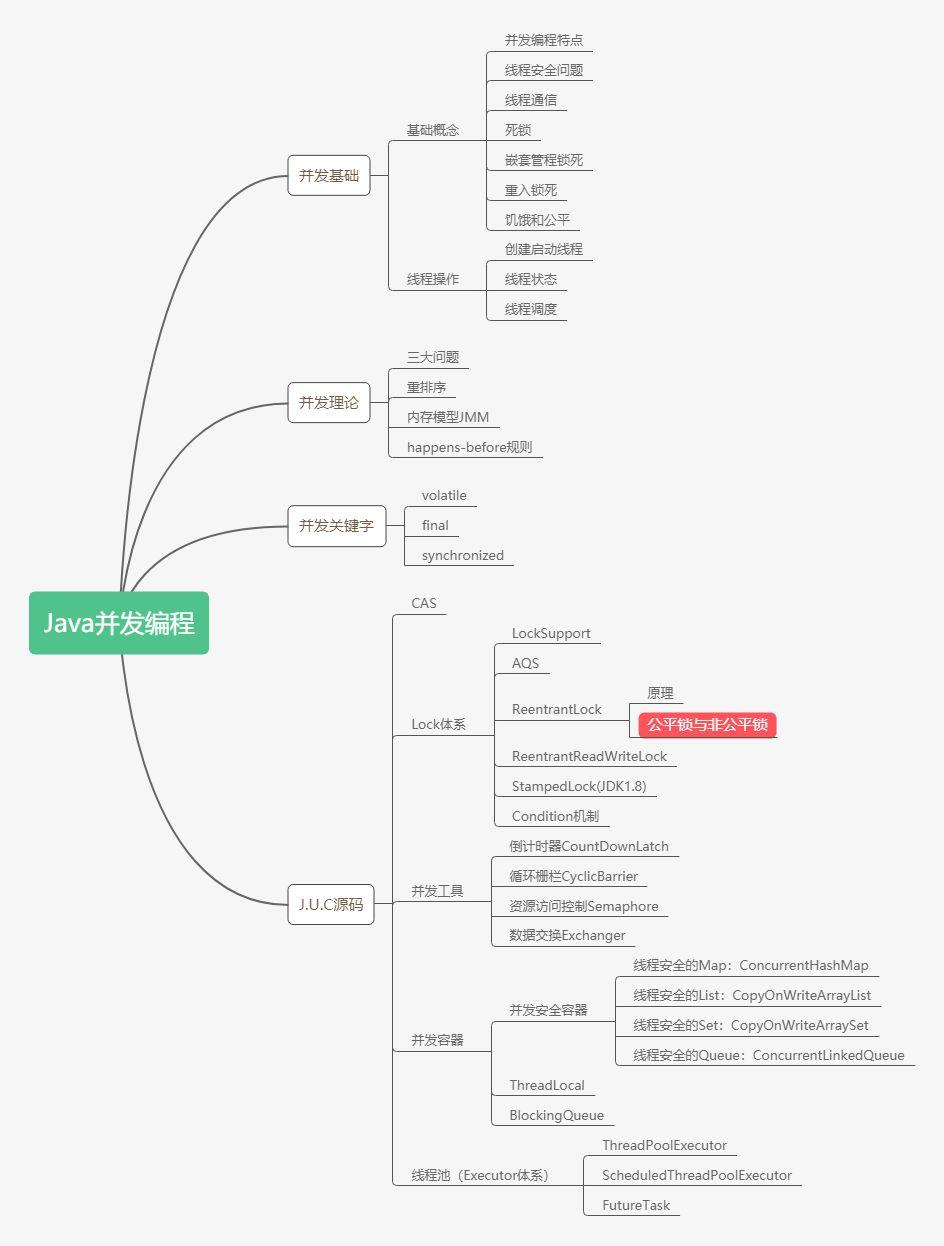 并发编程特点
线程安全问题
线程通信
基础概念
死锁
嵌套管程锁死
并发基础
重入锁死
饥饿和公平
创建启动线程
线程操作
线程状态
线程调度
三大问题
重排序
并发理论
内存模型JMM
happens-before规则
volatile
并发关键字
final
synchronized
CAS
Java并发编程
LockSupport
AQS
原理
ReentrantLock
Lock体系
公平锁与非公平锁
ReentrantReadWriteLock
StampedLock(JDK1.8)
Condition机制
倒计时器CountDownLatch
循环栅栏CyclicBarrier
并发工具
J.U.C源码
资源访问控制Semaphore
数据交换Exchanger
线程安全的Map：ConcurrentHashMap
线程安全的List：CopyOnWriteArrayList
并发安全容器
线程安全的Set：CopyOnWriteArraySet
并发容器
线程安全的Queue：ConcurrentLinkedQueue
ThreadLocal
BlockingQueue
ThreadPoolExecutor
线程池（Executor体系）
ScheduledThreadPoolExecutor
FutureTask